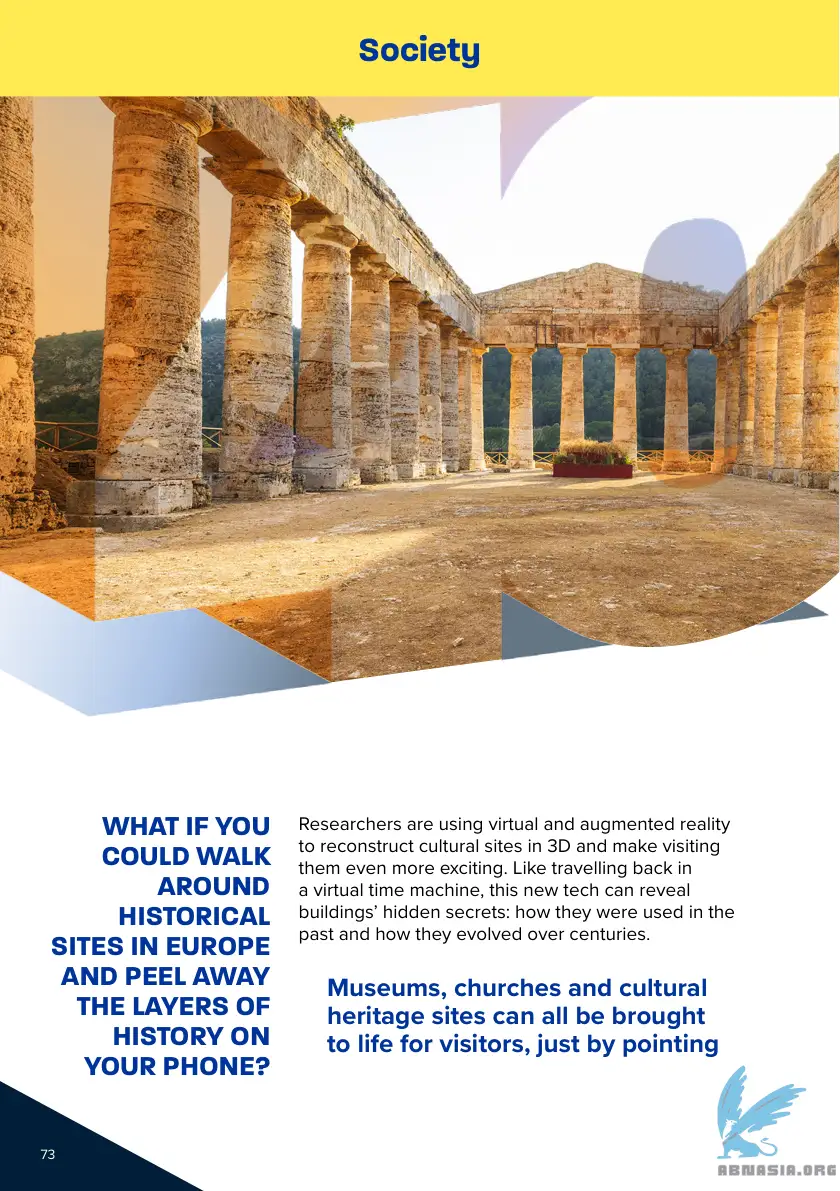 Society
WHAT IF YOU
COULD WALK
AROUND
HISTORICAL
SITES IN EUROPE
AND PEEL AWAY
THE LAYERS OF
HISTORY ON
YOUR PHONE?
Researchers are using virtual and augmented reality
to reconstruct cultural sites in 3D and make visiting
them even more exciting. Like travelling back in
a virtual time machine, this new tech can reveal
buildings’ hidden secrets: how they were used in the
past and how they evolved over centuries.
Museums, churches and cultural
heritage sites can all be brought
to life for visitors, just by pointing
73
ABNASIA.ORG